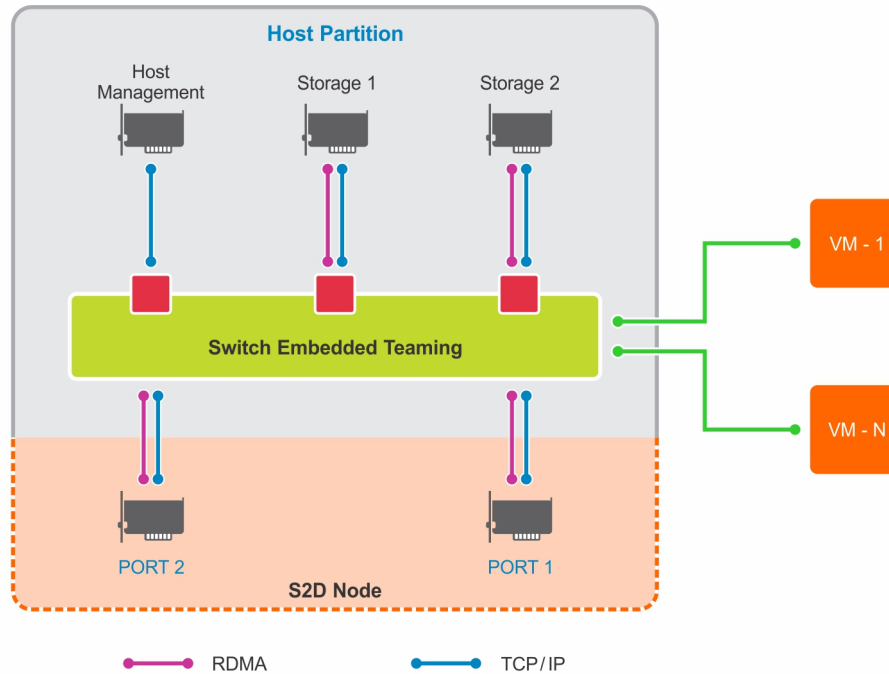 Host Partition
Host
Management
Storage 1
Storage 2
VM - 1
Switch Embedded Teaming
VM - N
PORT 2
PORT 1
S2D Node
RDMA
TCP/IP